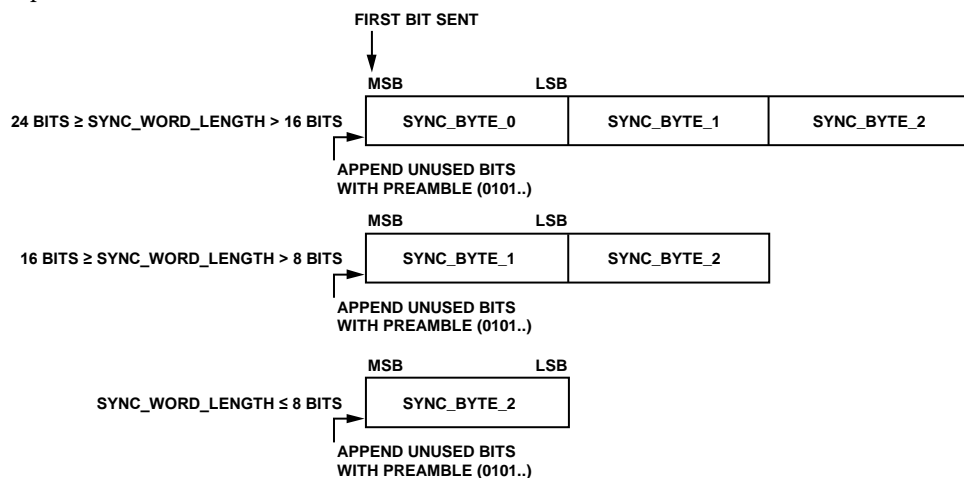 FIRST BIT SENT
MSB LSB
24 BITS ≥ SYNC_WORD_LENGTH > 16 BITS SYNC_BYTE_0 SYNC_BYTE_1 SYNC_BYTE_2
APPEND UNUSED BITS
WITH PREAMBLE (0101..)
MSB LSB
16 BITS ≥ SYNC_WORD_LENGTH > 8 BITS SYNC_BYTE_1 SYNC_BYTE_2
APPEND UNUSED BITS
WITH PREAMBLE (0101..)
MSB LSB
SYNC_WORD_LENGTH ≤ 8 BITS SYNC_BYTE_2
APPEND UNUSED BITS
WITH PREAMBLE (0101..)